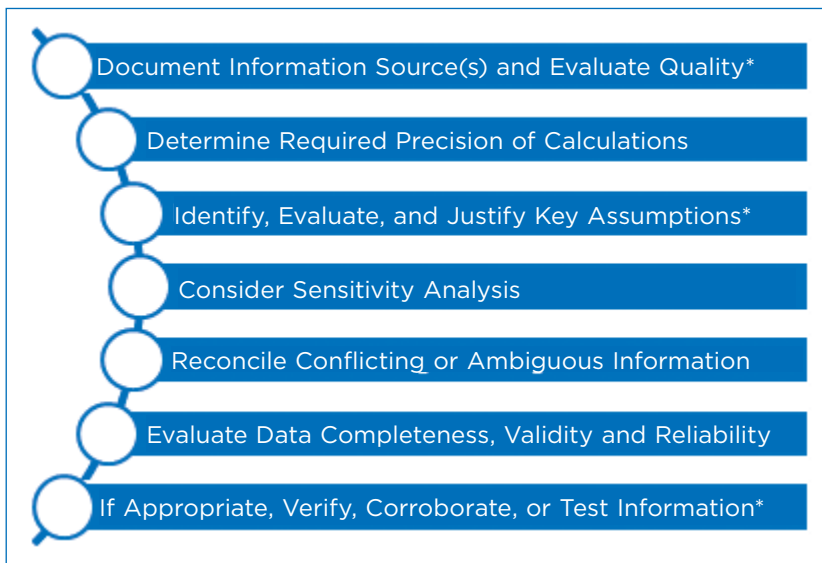 Document Information Source(s) and Evaluate Quality*
Determine Required Precision of Calculations
Identify, Evaluate, and Justify Key Assumptions*
Consider Sensitivity Analysis
Reconcile Conflicting or Ambiguous Information
Evaluate Data Completeness, Validity and Reliability
If Appropriate, Verify, Corroborate, or Test Information*